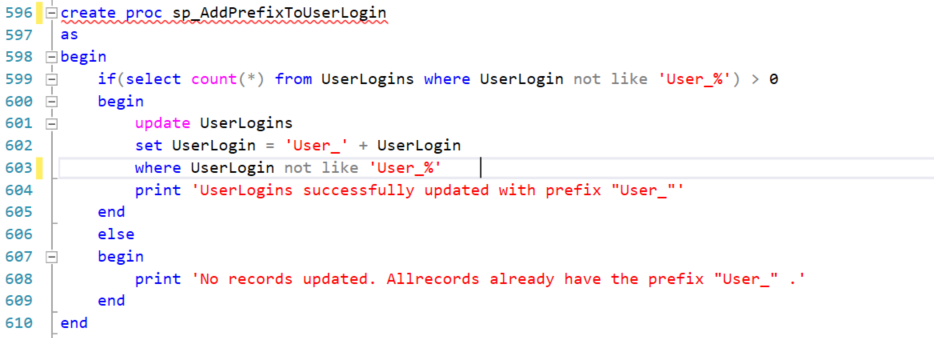 596 create proc sp_AddPrefixToUserLogin
597 as
598 begin
599 if(select count(*) from UserLogins where UserLogin not like 'User_%') > 0
600 begin
601 update UserLogins
602 set UserLogin = 'User_' + UserLogin
603 where UserLogin not like 'User_%'
604 print 'UserLogins successfully updated with prefix "User_"'
605 end
606 else
607 begin
608 print 'No records updated. Allrecords already have the prefix "User_" .'
609 end
610 end